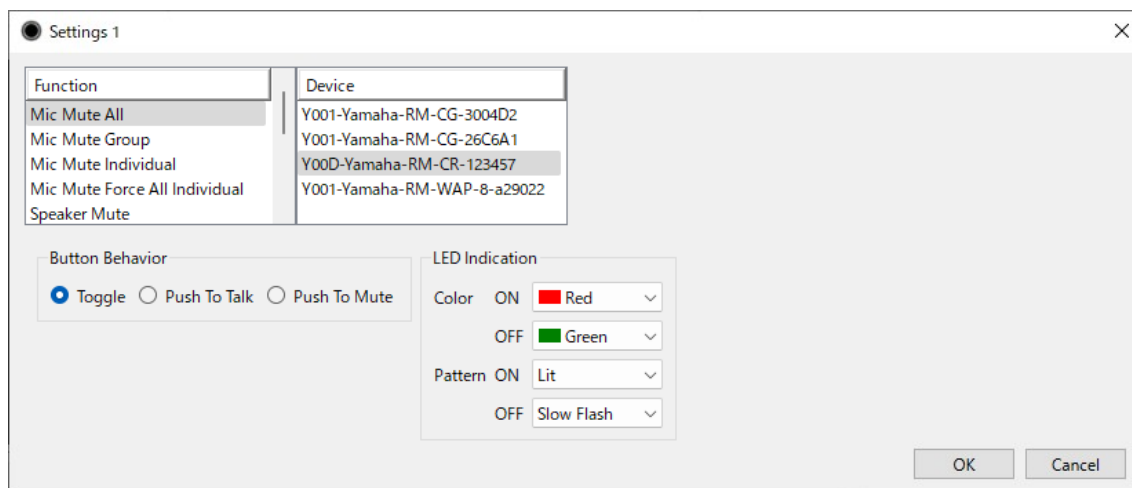 Settings 1
Function
Mic Mute All
Mic Mute Group
Mic Mute Individual
Mic Mute Force All Individual
Speaker Mute
Device
Y001-Yamaha-RM-CG-3004D2
Y001-Yamaha-RM-CG-26C6A1
Y00D-Yamaha-RM-CR-123457
Y001-Yamaha-RM-WAP-8-a29022
Button Behavior
Toggle Push To Talk Push To Mute
LED Indication
Color ON Red
OFF Green
Pattern ON Lit
OFF Slow Flash
OK Cancel